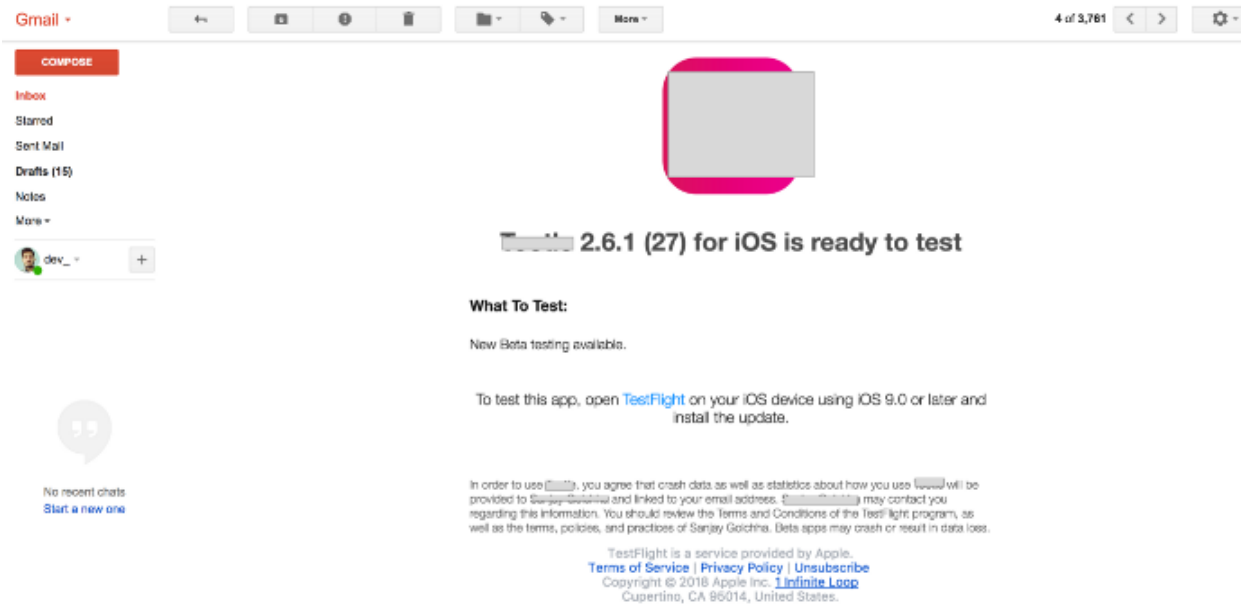 Gmail
More
4 of 3,761
COMPOSE
Inbox
Starred
Sent Mail
Drafts (15)
Notes
More
dev_
2.6.1 (27) for iOS is ready to test
What To Test:
New Beta testing available.
To test this app, open TestFlight on your iOS device using iOS 9.0 or later and
install the update.
In order to use , you agree that crash data as well as statistics about how you use will be
provided to and linked to your email address. may contact you
regarding this information. You should review the Terms and Conditions of the TestFlight program, as
well as the terms, policies, and practices of Sanjay Golchha. Beta apps may crash or result in data loss.
No recent chats
Start a new one
TestFlight is a service provided by Apple.
Terms of Service | Privacy Policy | Unsubscribe
Copyright © 2018 Apple Inc. 1 Infinite Loop
Cupertino, CA 95014, United States.